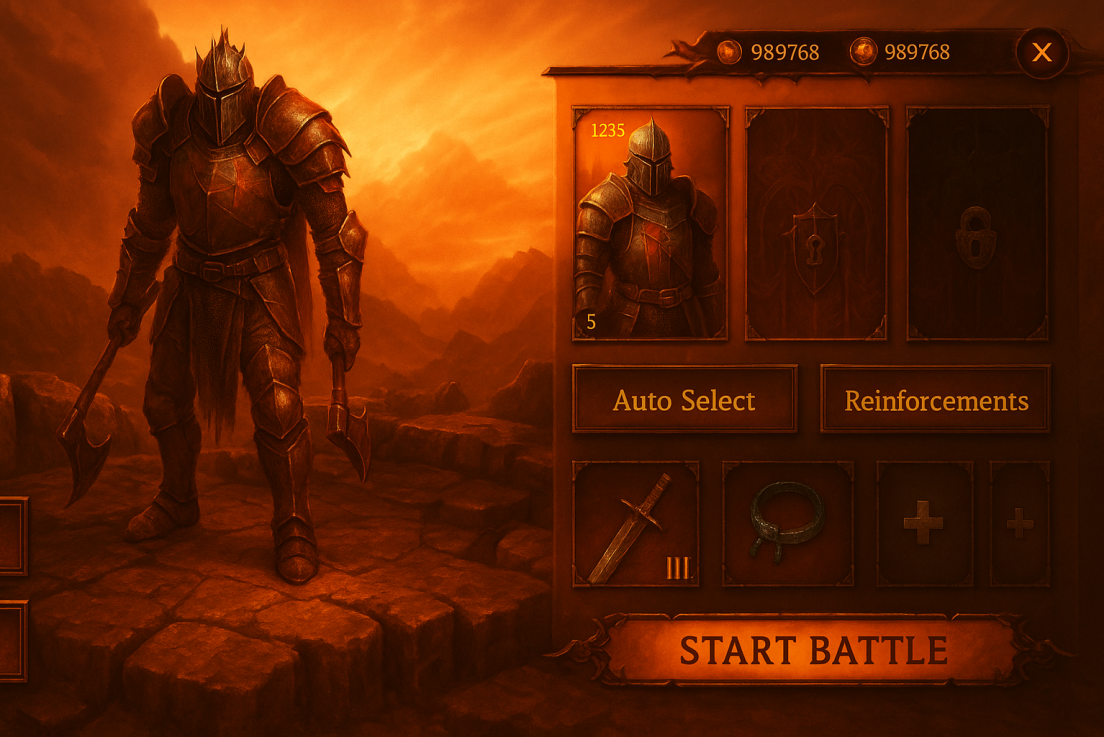 989768 989768 X
1235
5
Auto Select Reinforcements
III
START BATTLE